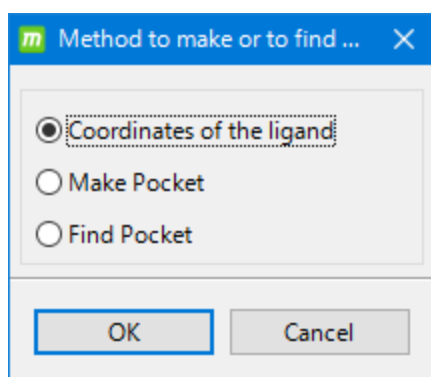 m Method to make or to find ...
Coordinates of the ligand
Make Pocket
Find Pocket
OK
Cancel